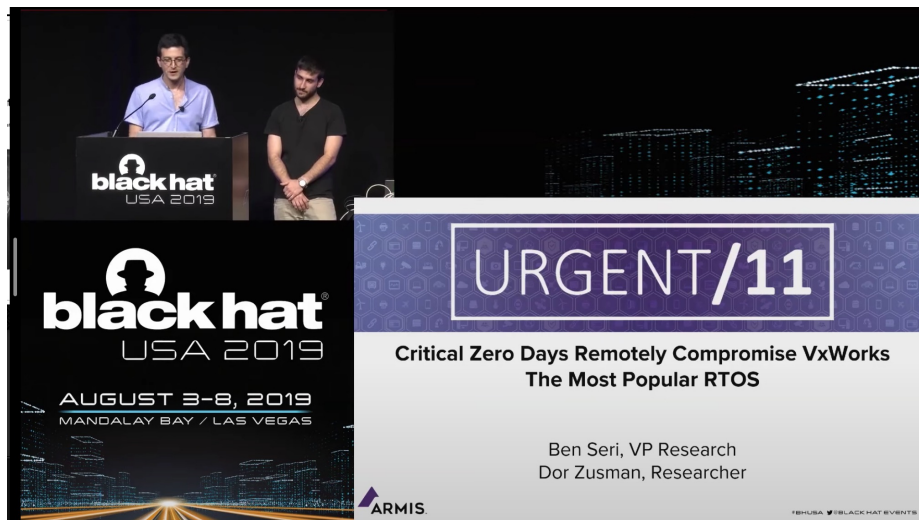 black hat®
USA 2019
black hat®
USA 2019
AUGUST 3-8, 2019
MANDALAY BAY / LAS VEGAS
URGENT/11
Critical Zero Days Remotely Compromise VxWorks
The Most Popular RTOS
Ben Seri, VP Research
Dor Zusman, Researcher
ARMIS.
#BHUSA @BLACK HAT EVENTS